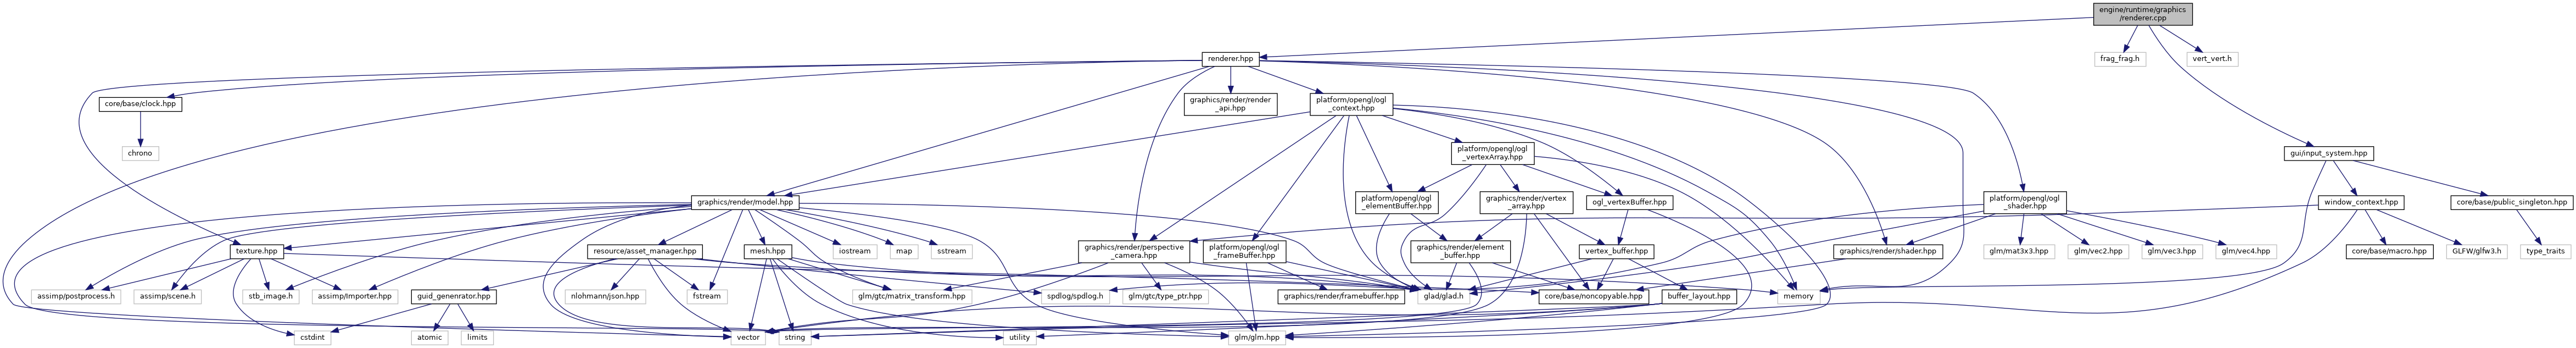 engine/runtime/graphics
/renderer.cpp
renderer.hpp
frag_frag.h
vert_vert.h
core/base/clock.hpp
graphics/render/render
_api.hpp
platform/opengl/ogl
_context.hpp
chrono
platform/opengl/ogl
_vertexArray.hpp
gui/input_system.hpp
graphics/render/model.hpp
platform/opengl/ogl
_elementBuffer.hpp
graphics/render/vertex
_array.hpp
ogl_vertexBuffer.hpp
platform/opengl/ogl
_shader.hpp
window_context.hpp
core/base/public_singleton.hpp
texture.hpp
resource/asset_manager.hpp
mesh.hpp
iostream
map
sstream
graphics/render/perspective
_camera.hpp
platform/opengl/ogl
_frameBuffer.hpp
graphics/render/element
_buffer.hpp
vertex_buffer.hpp
graphics/render/shader.hpp
glm/mat3x3.hpp
glm/vec2.hpp
glm/vec3.hpp
glm/vec4.hpp
core/base/macro.hpp
GLFW/glfw3.h
type_traits
assimp/postprocess.h
assimp/scene.h
stb_image.h
assimp/Importer.hpp
guid_genenrator.hpp
nlohmann/json.hpp
fstream
glm/gtc/matrix_transform.hpp
spdlog/spdlog.h
glm/gtc/type_ptr.hpp
graphics/render/framebuffer.hpp
glad/glad.h
core/base/noncopyable.hpp
buffer_layout.hpp
memory
cstdint
atomic
limits
vector
string
utility
glm/glm.hpp